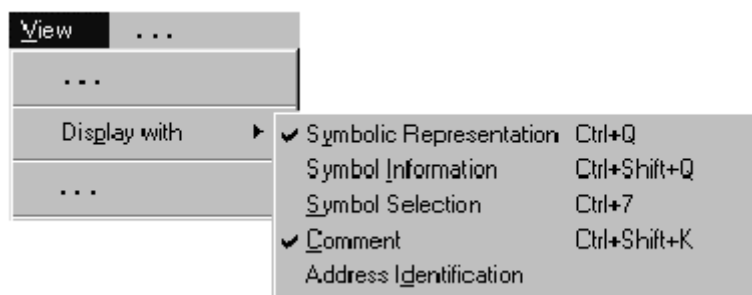 View ...
...
Display with
Symbolic Representation Ctrl+Q
Symbol Information Ctrl+Shift+Q
...
Symbol Selection Ctrl+7
Comment Ctrl+Shift+K
Address Identification